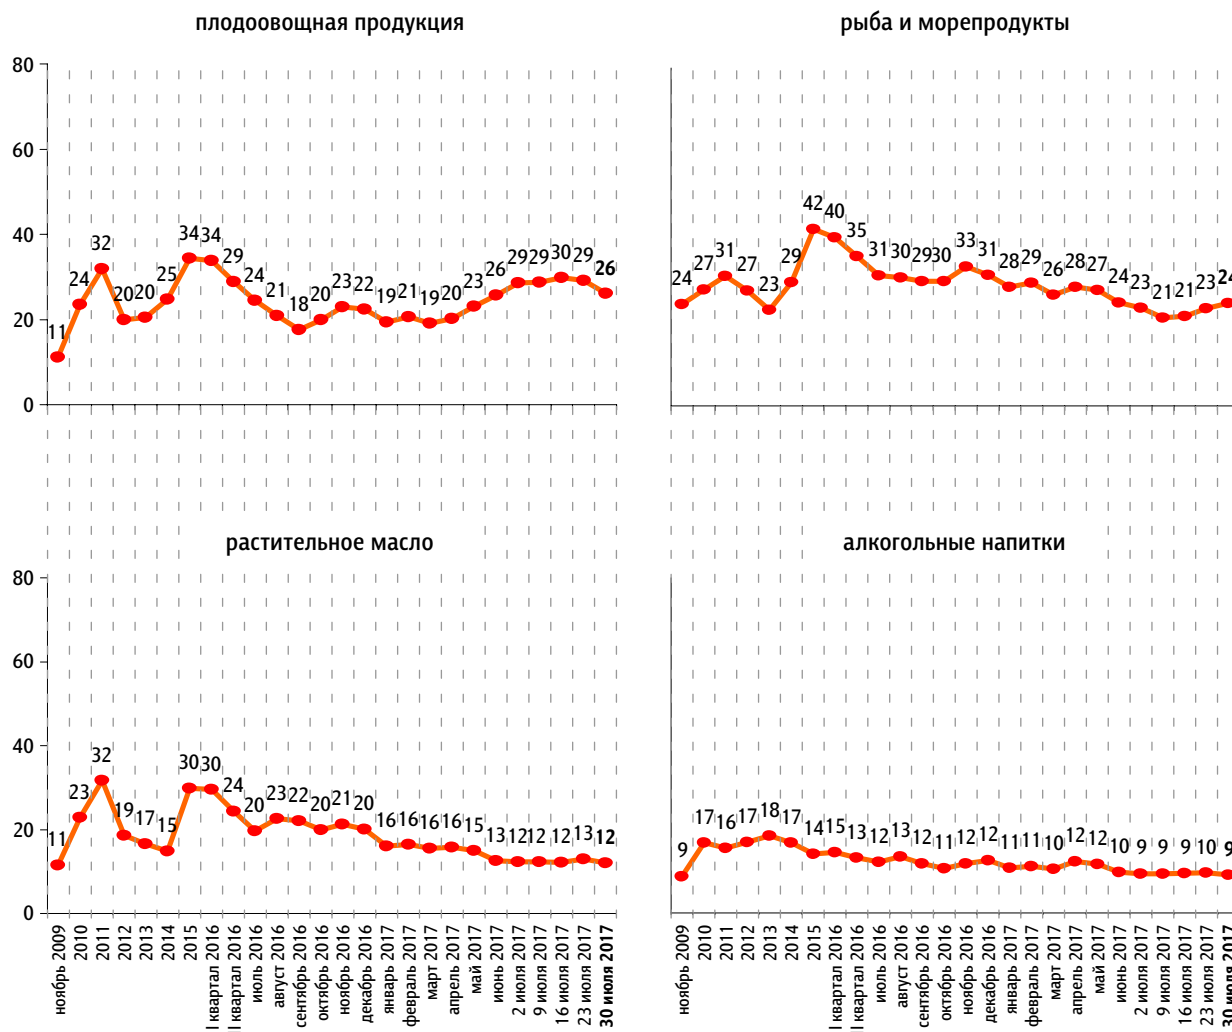 плодоовощная продукция
80
60
40
20
0
11 24 32 20 20 25 34 34 29 24 21 18 20 23 22 19 21 19 20 23 26 29 29 30 29 26
рыба и морепродукты
24 27 31 27 23 29 42 40 35 31 30 29 30 33 31 28 29 26 28 27 24 23 21 21 23 24
растительное масло
80
60
40
20
0
11 23 32 19 17 15 30 30 24 20 23 22 20 21 20 16 16 16 16 15 13 12 12 12 13 12
ноябрь 2009
2010
2011
2012
2013
2014
2015
I квартал 2016
II квартал 2016
июль 2016
август 2016
сентябрь 2016
октябрь 2016
ноябрь 2016
декабрь 2016
январь 2017
февраль 2017
март 2017
апрель 2017
май 2017
июнь 2017
2 июля 2017
9 июля 2017
16 июля 2017
23 июля 2017
30 июля 2017
алкогольные напитки
9 17 16 17 18 17 14 15 13 12 13 12 11 12 12 11 11 10 12 12 10 9 9 9 10 9
ноябрь 2009
2010
2011
2012
2013
2014
2015
I квартал 2016
II квартал 2016
июль 2016
август 2016
сентябрь 2016
октябрь 2016
ноябрь 2016
декабрь 2016
январь 2017
февраль 2017
март 2017
апрель 2017
май 2017
июнь 2017
2 июля 2017
9 июля 2017
16 июля 2017
23 июля 2017
30 июля 2017